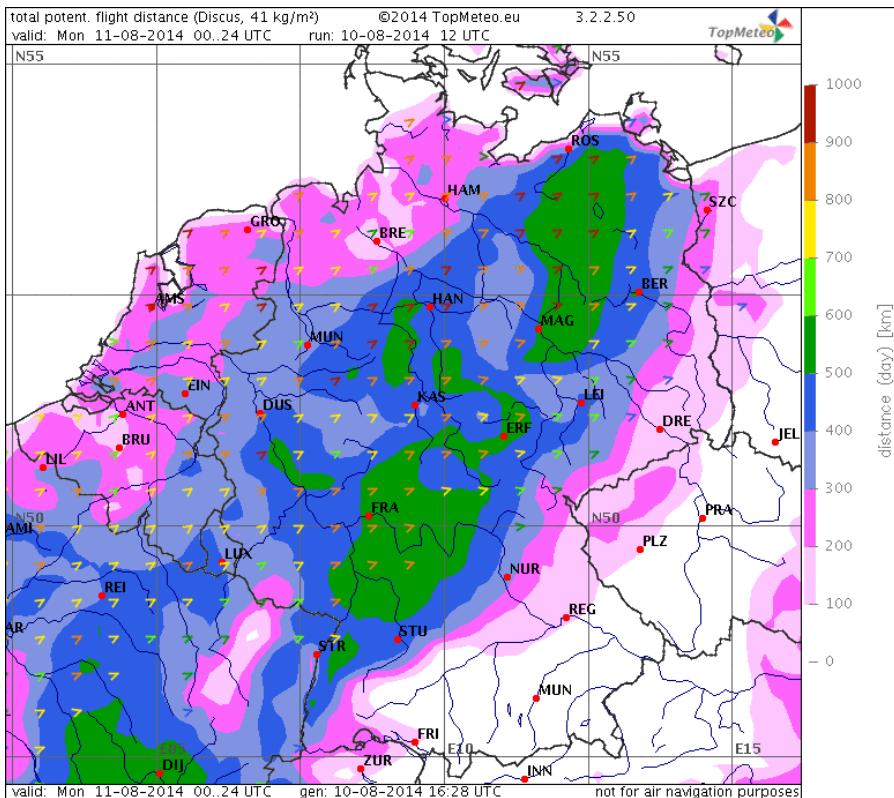 total potent. flight distance (Discus, 41 kg/m²) ©2014 TopMeteo.eu 3.2.2.50
valid: Mon 11-08-2014 00..24 UTC run: 10-08-2014 12 UTC
TopMeteo
N55 N55
1000
900
800
700
600
500
400
300
200
100
0
distance (day) [km]
ROS
HAM
SZC
GRO
BRE
BER
AMS
HAN
MAG
MUN
EIN
LEI
ANT
DUS
KAS
ERF
DRE
BRU
JEL
LIL
FRA
PRA
N50 N50
AMI
PLZ
LUX
NUR
REI
REG
AR
STU
STR
MUN
FRI
E05 E10 E15
DIJ
ZUR
INN
valid: Mon 11-08-2014 00..24 UTC gen: 10-08-2014 16:28 UTC not for air navigation purposes